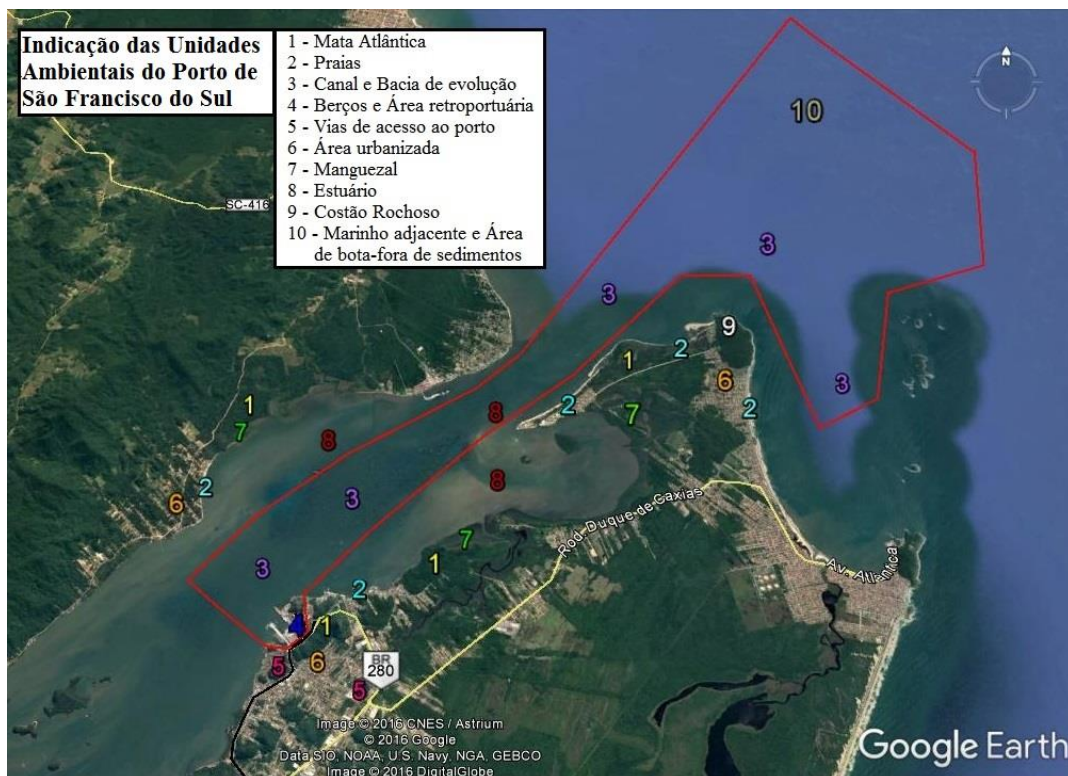 Indicação das Unidades
Ambientais do Porto de
São Francisco do Sul
1 - Mata Atlântica
2 - Praias
3 - Canal e Bacia de evolução
4 - Berços e Área retroportuária
5 - Vias de acesso ao porto
6 - Área urbanizada
7 - Manguezal
8 - Estuário
9 - Costão Rochoso
10 - Marinho adjacente e Área
de bota-fora de sedimentos
N
10
SC-416
3
3
9
2
1
6
3
1
8
2
7
2
7
8
8
2
6
3
Rod. Duque de Caxias
7
1
Av. Atlântica
3
2
4
1
5
6
BR
280
5
Image © 2016 CNES / Astrium
© 2016 Google
Data SIO, NOAA, U.S. Navy, NGA, GEBCO
Image © 2016 DigitalGlobe
Google Earth